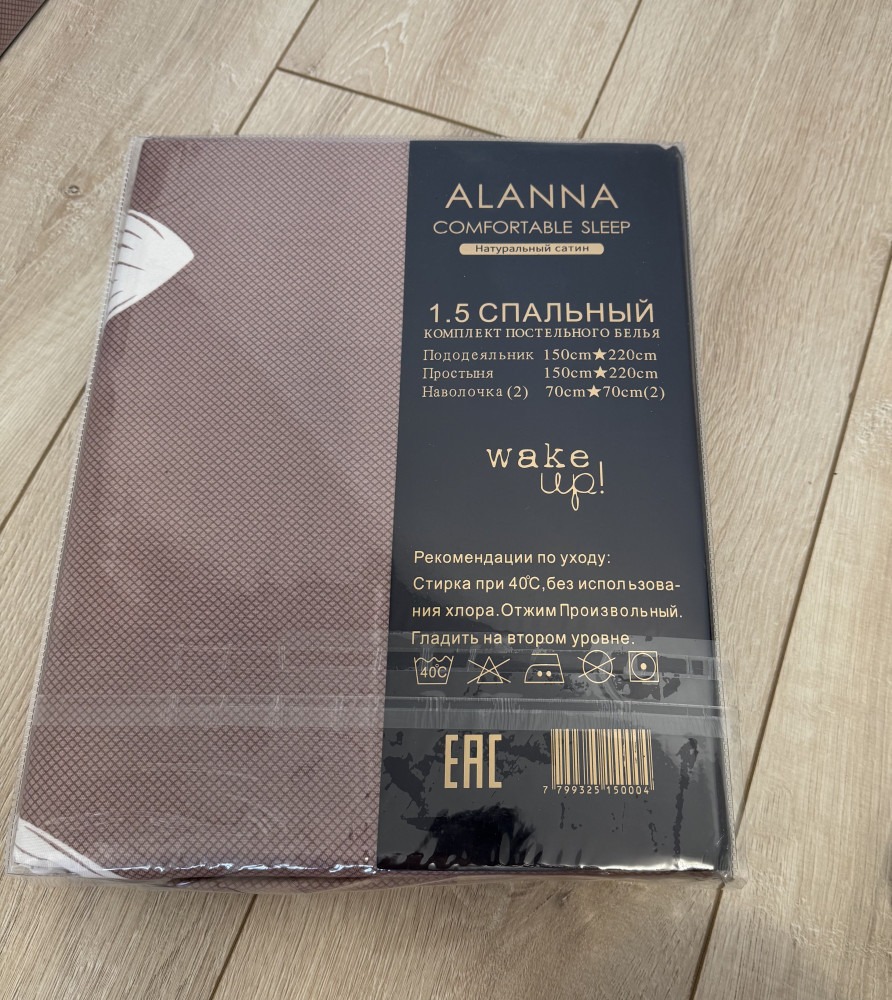 ALANNA
COMFORTABLE SLEEP
Натуральный сатин
1.5 СПАЛЬНЫЙ
КОМПЛЕКТ ПОСТЕЛЬНОГО БЕЛЬЯ
Пододеяльник 150cm★220cm
Простыня 150cm★220cm
Наволочка (2) 70cm★70cm(2)
wake
up!
Рекомендации по уходу:
Стирка при 40℃,без использова-
ния хлора.Отжим Произвольный.
Гладить на втором уровне.
40℃
EAC
7 799325 150004